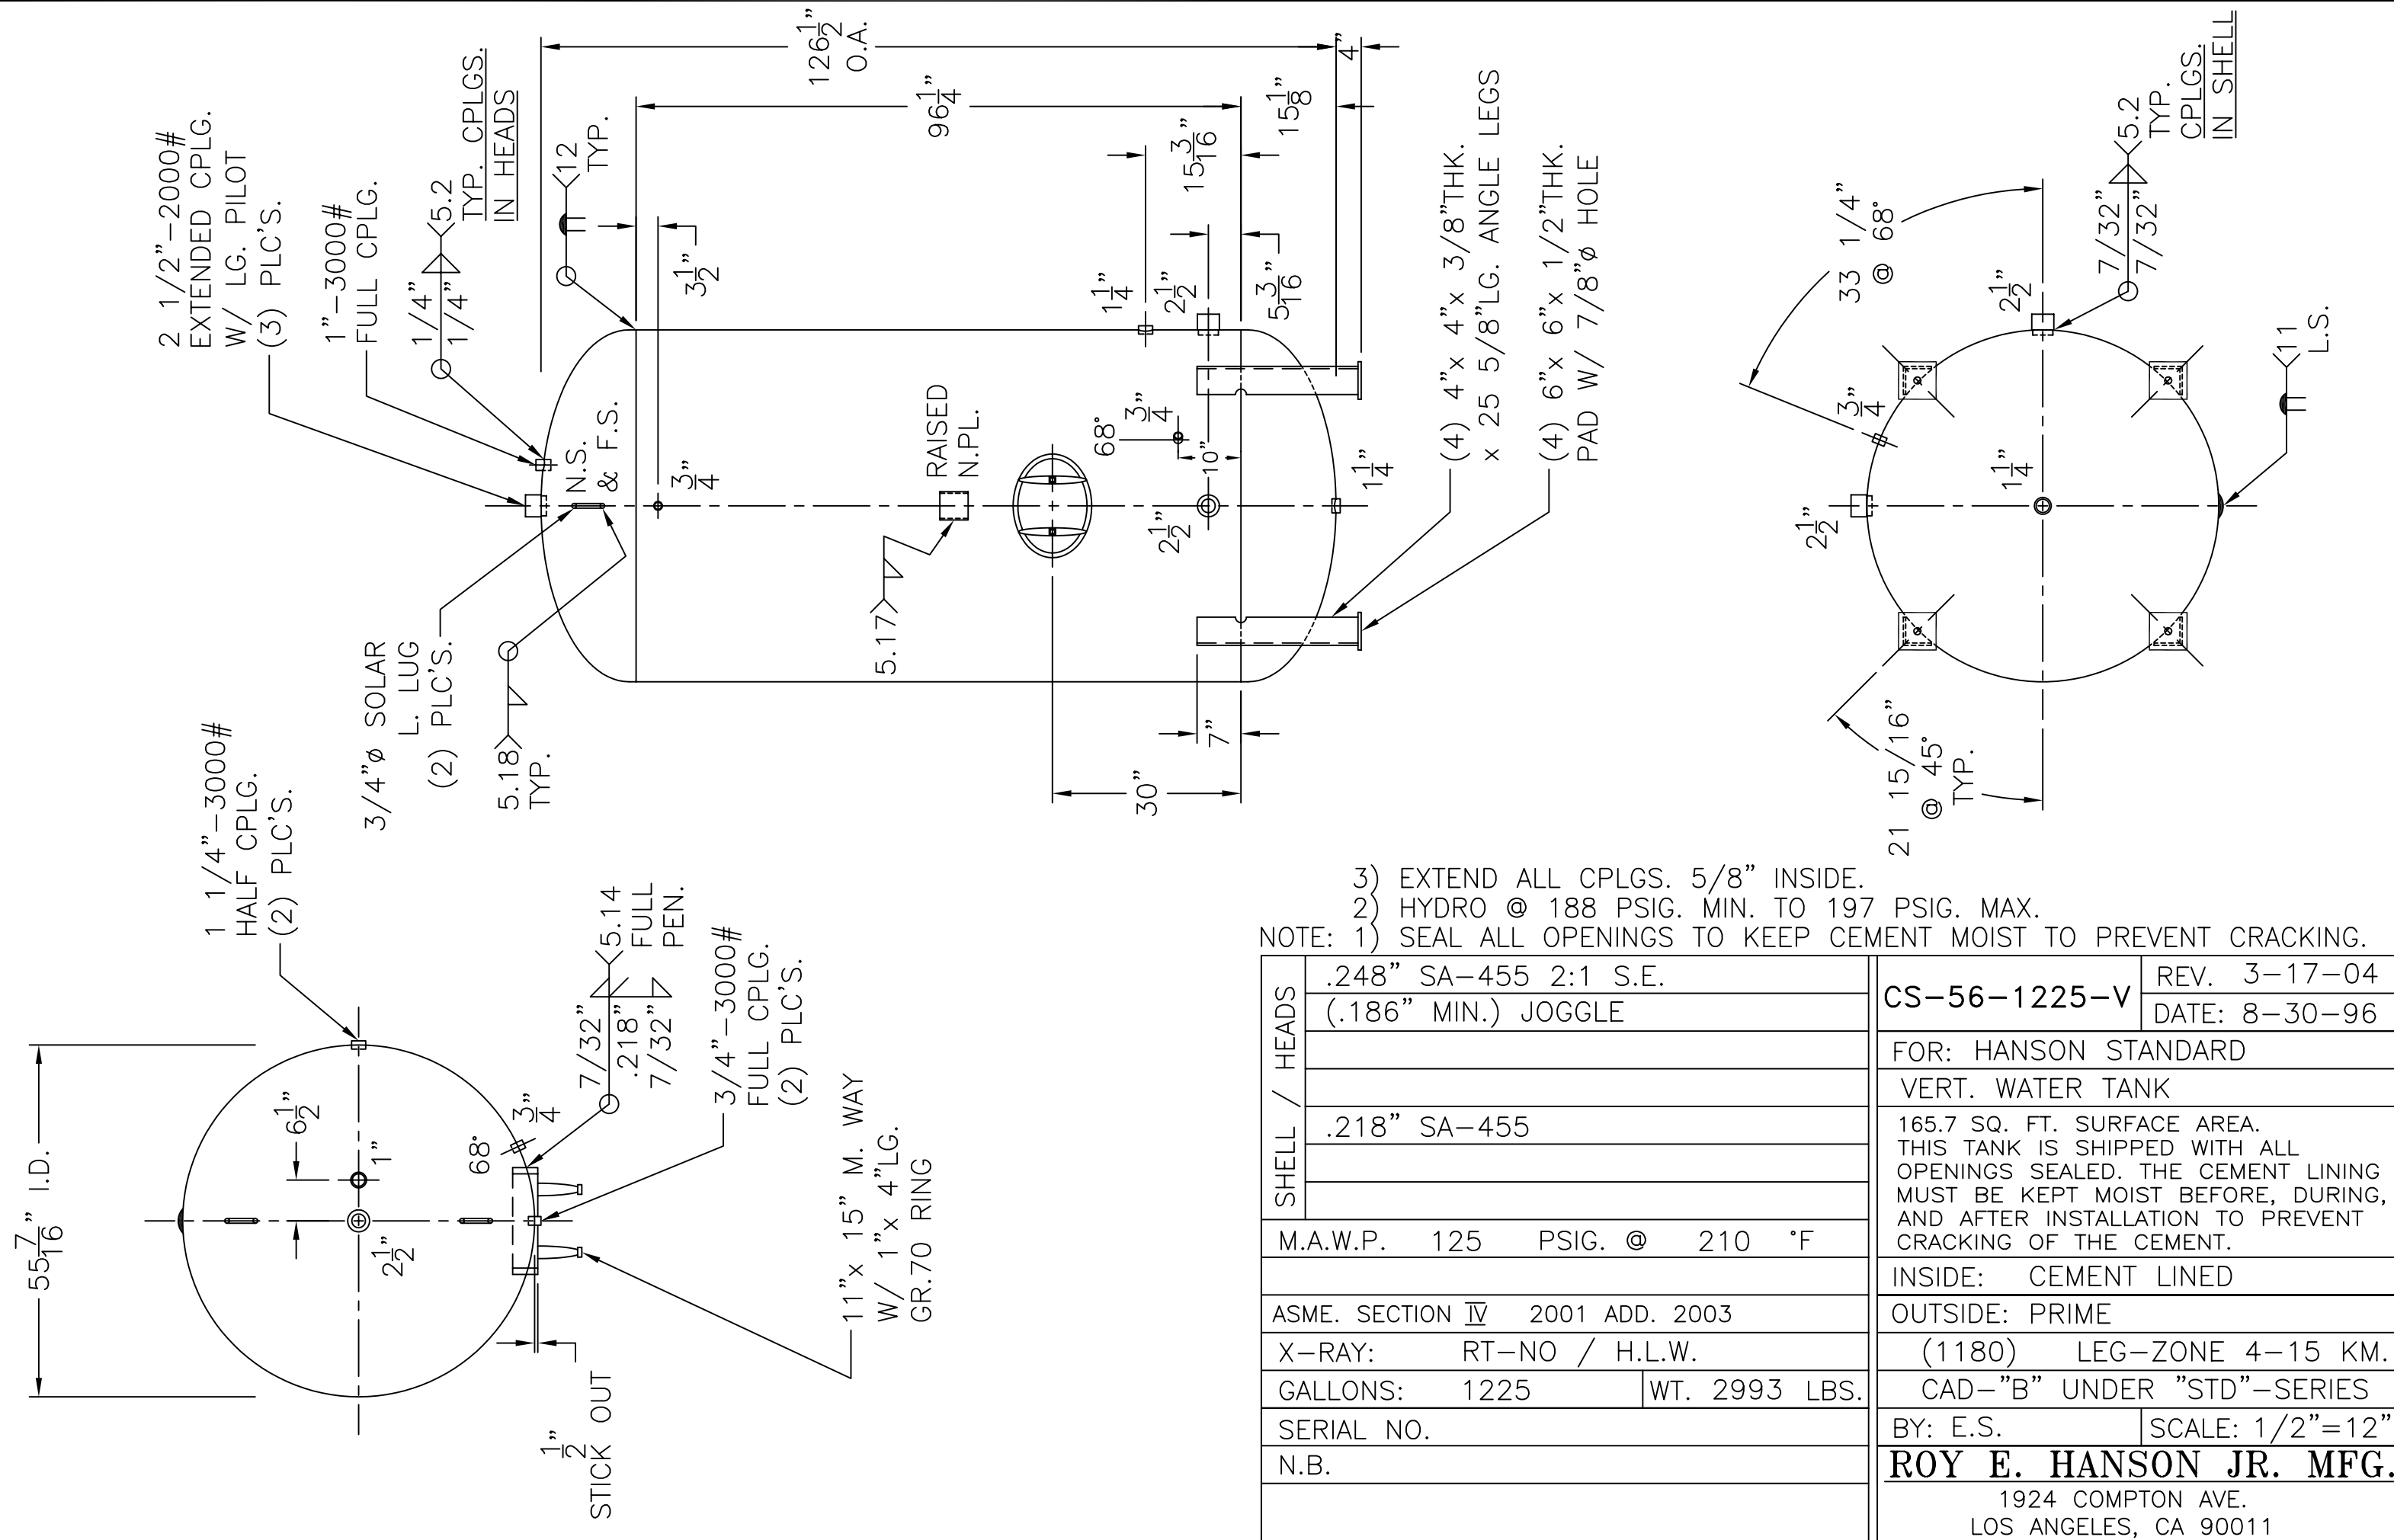 2 1/2"-2000#
EXTENDED CPLG.
W/ LG. PILOT
(3) PLC'S.
1"-3000#
FULL CPLG.
1/4"
1/4"
5.2
TYP. CPLGS.
IN HEADS
12
TYP.
126 1/2"
O.A.
4"
96 1/4"
15 1/8"
15 3/16"
5 3/16"
3 1/2"
1 1/4"
2 1/2"
N.S.
& F.S.
3/4"
RAISED
N.PL.
68°
3/4"
10"
2 1/2"
1 1/4"
5.17
3/4"ø SOLAR
L. LUG
(2) PLC'S.
5.18
TYP.
7"
30"
(4) 4"x 4"x 3/8"THK.
x 25 5/8"LG. ANGLE LEGS
(4) 6"x 6"x 1/2"THK.
PAD W/ 7/8"ø HOLE
33 1/4"
@ 68°
2 1/2"
7/32"
7/32"
5.2
TYP.
CPLGS.
IN SHELL
3/4"
1 1/4"
2 1/2"
11
L.S.
21 15/16"
@ 45°
TYP.
1 1/4"-3000#
HALF CPLG.
(2) PLC'S.
55 7/16" I.D.
6 1/2"
1"
2 1/2"
68°
3/4"
7/32"
.218"
7/32"
5.14
FULL
PEN.
3/4"-3000#
FULL CPLG.
(2) PLC'S.
11"x 15" M. WAY
W/ 1"x 4"LG.
GR.70 RING
1/2"
STICK OUT
3) EXTEND ALL CPLGS. 5/8" INSIDE.
2) HYDRO @ 188 PSIG. MIN. TO 197 PSIG. MAX.
NOTE: 1) SEAL ALL OPENINGS TO KEEP CEMENT MOIST TO PREVENT CRACKING.
SHELL / HEADS
.248" SA-455 2:1 S.E.
(.186" MIN.) JOGGLE
.218" SA-455
M.A.W.P. 125 PSIG. @ 210 °F
ASME. SECTION IV 2001 ADD. 2003
X-RAY: RT-NO / H.L.W.
GALLONS: 1225 WT. 2993 LBS.
SERIAL NO.
N.B.
CS-56-1225-V
REV. 3-17-04
DATE: 8-30-96
FOR: HANSON STANDARD
VERT. WATER TANK
165.7 SQ. FT. SURFACE AREA.
THIS TANK IS SHIPPED WITH ALL
OPENINGS SEALED. THE CEMENT LINING
MUST BE KEPT MOIST BEFORE, DURING,
AND AFTER INSTALLATION TO PREVENT
CRACKING OF THE CEMENT.
INSIDE: CEMENT LINED
OUTSIDE: PRIME
(1180) LEG-ZONE 4-15 KM.
CAD-"B" UNDER "STD"-SERIES
BY: E.S. SCALE: 1/2"=12"
ROY E. HANSON JR. MFG.
1924 COMPTON AVE.
LOS ANGELES, CA 90011